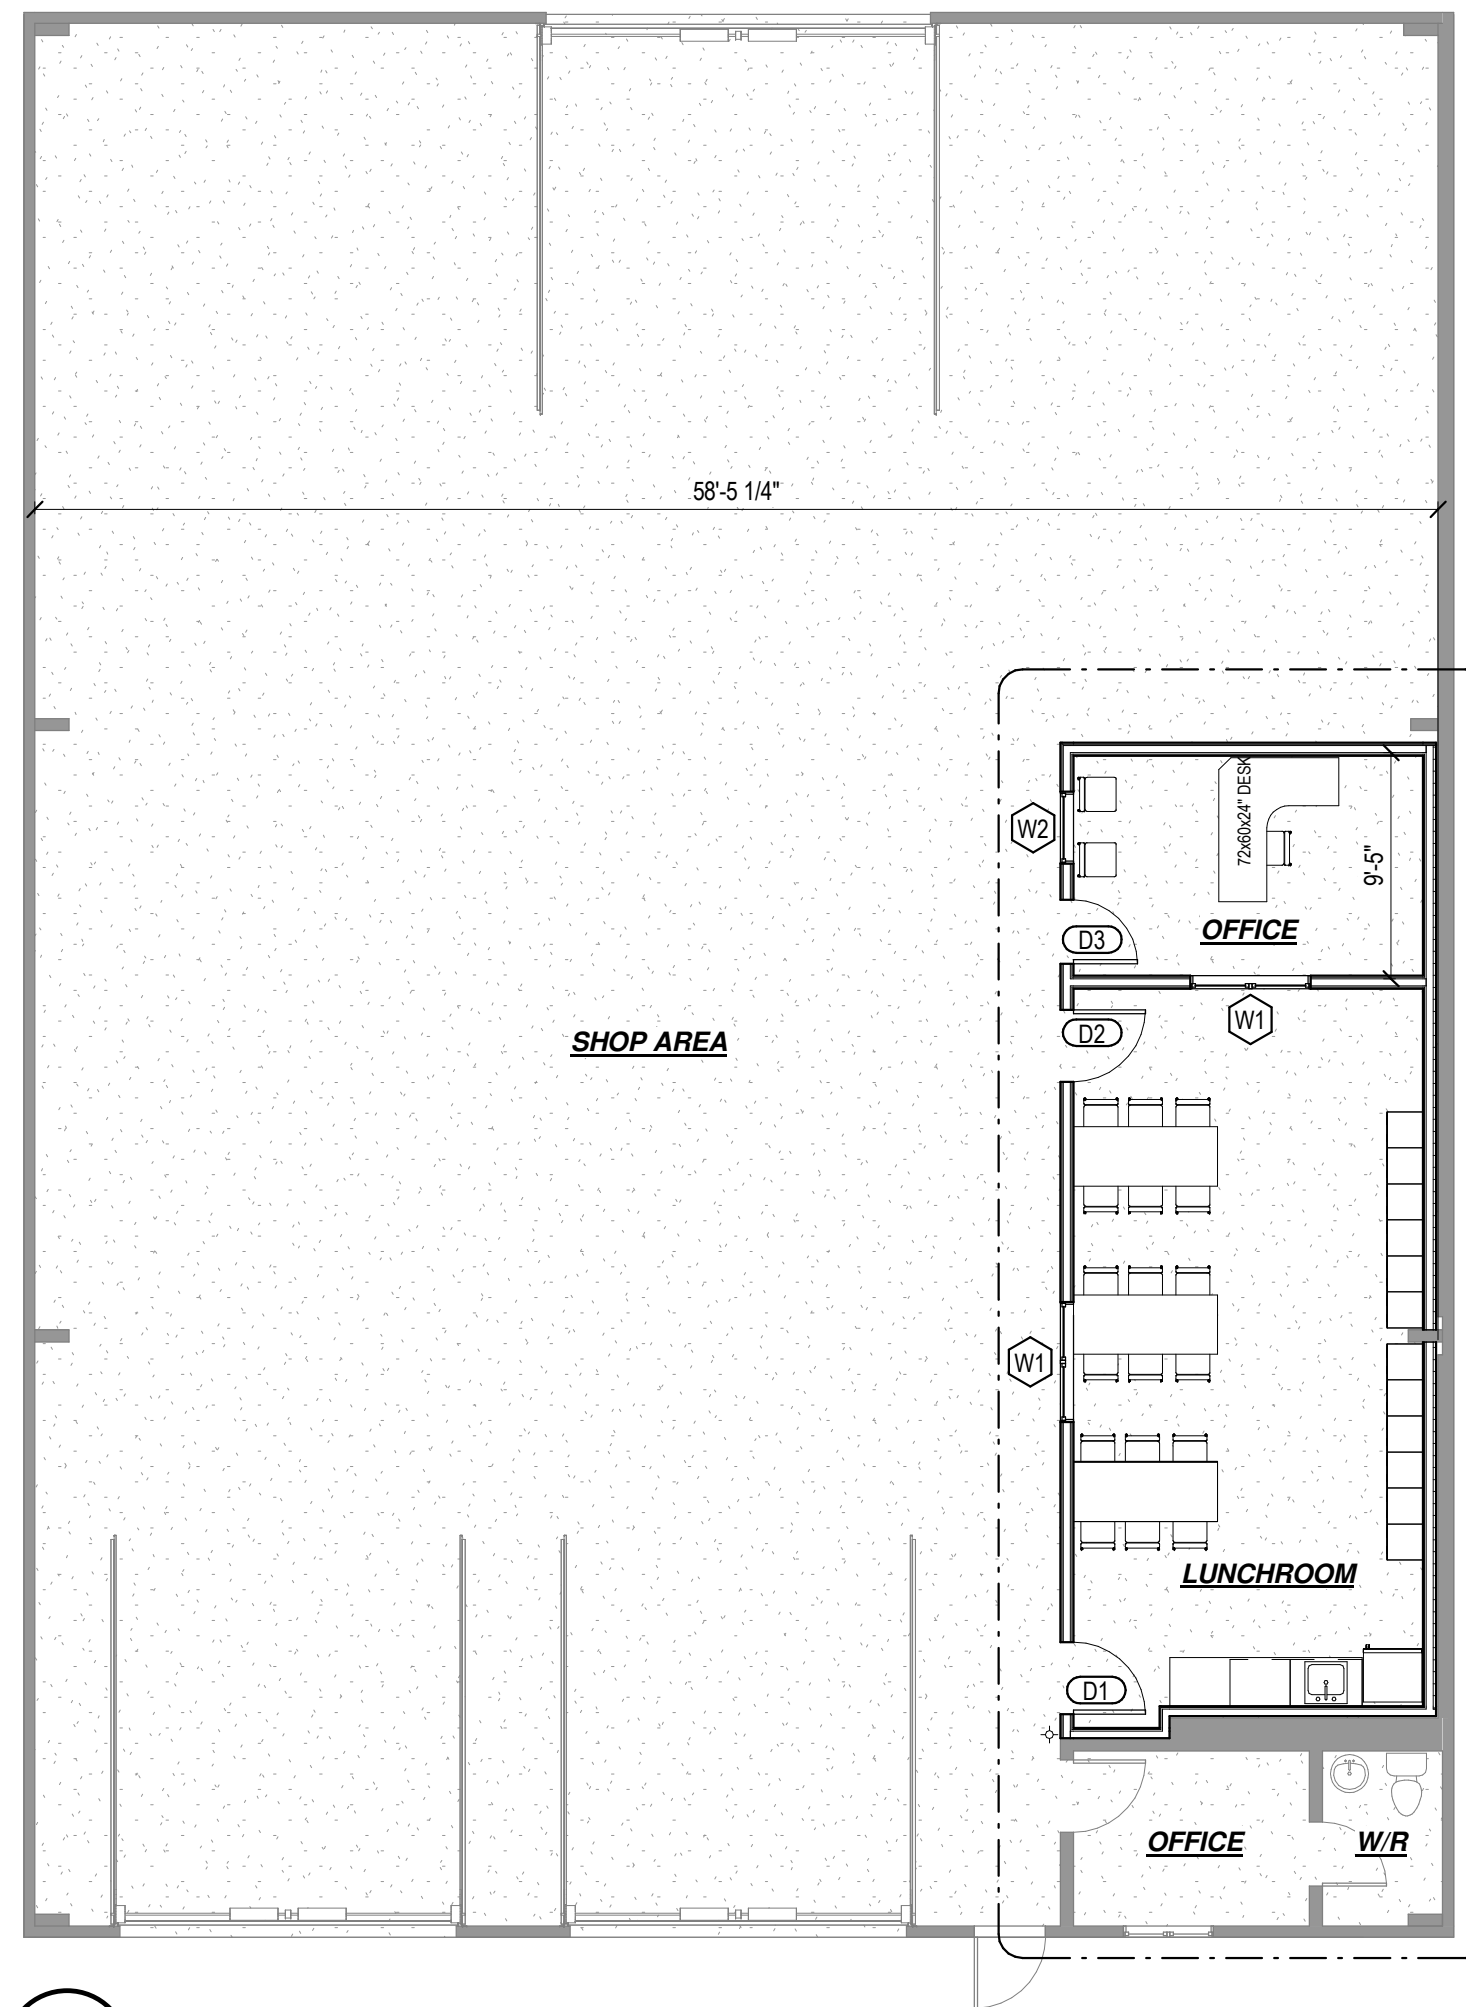 58'-5 1/4"
72x60x24" DESK
W2
9'-5"
OFFICE
D3
W1
D2
SHOP AREA
W1
LUNCHROOM
D1
OFFICE
W/R